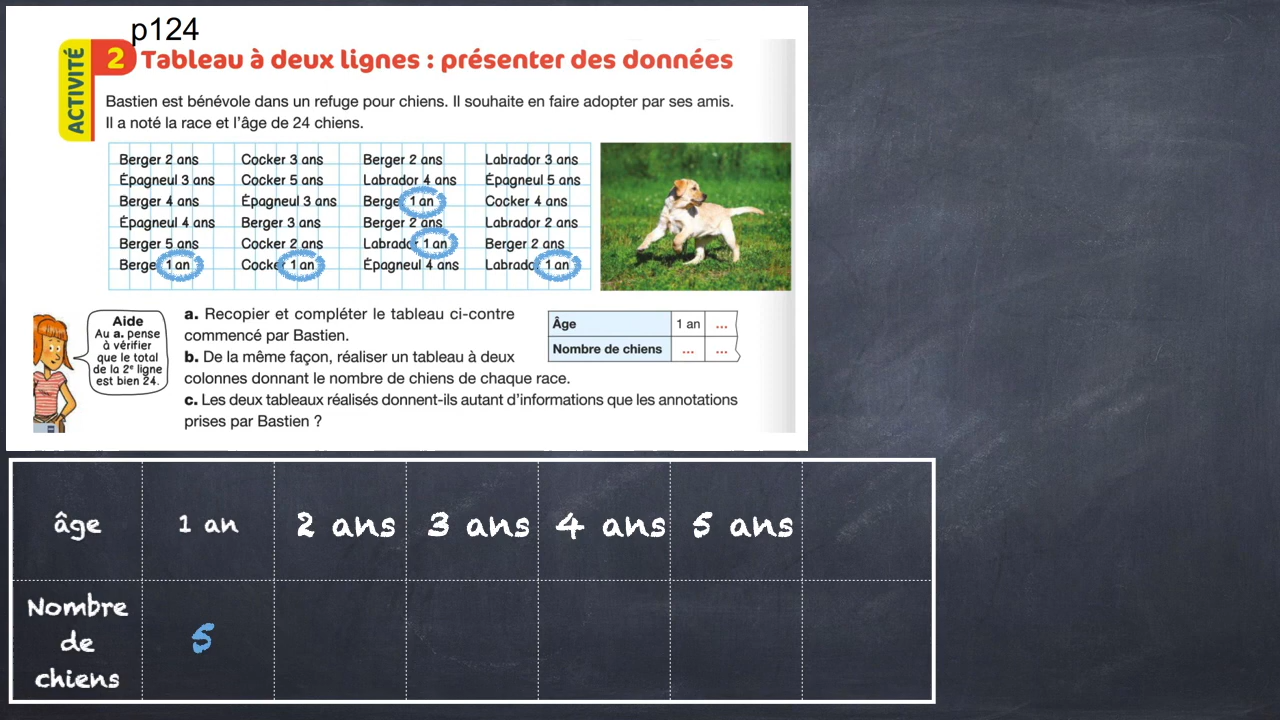 p124
ACTIVITÉ
2 Tableau à deux lignes : présenter des données
Bastien est bénévole dans un refuge pour chiens. Il souhaite en faire adopter par ses amis.
Il a noté la race et l'âge de 24 chiens.
Berger 2 ans Cocker 3 ans Berger 2 ans Labrador 3 ans
Épagneul 3 ans Cocker 5 ans Labrador 4 ans Épagneul 5 ans
Berger 4 ans Épagneul 3 ans Berger 1 an Cocker 4 ans
Épagneul 4 ans Berger 3 ans Berger 2 ans Labrador 2 ans
Berger 5 ans Cocker 2 ans Labrador 1 an Berger 2 ans
Berger 1 an Cocker 1 an Épagneul 4 ans Labrador 1 an
Aide
Au a. pense
à vérifier
que le total
de la 2e ligne
est bien 24.
a. Recopier et compléter le tableau ci-contre
commencé par Bastien.
b. De la même façon, réaliser un tableau à deux
colonnes donnant le nombre de chiens de chaque race.
c. Les deux tableaux réalisés donnent-ils autant d'informations que les annotations
prises par Bastien ?
Âge 1 an ...
Nombre de chiens ... ...
âge 1 an 2 ans 3 ans 4 ans 5 ans
Nombre
de 5
chiens